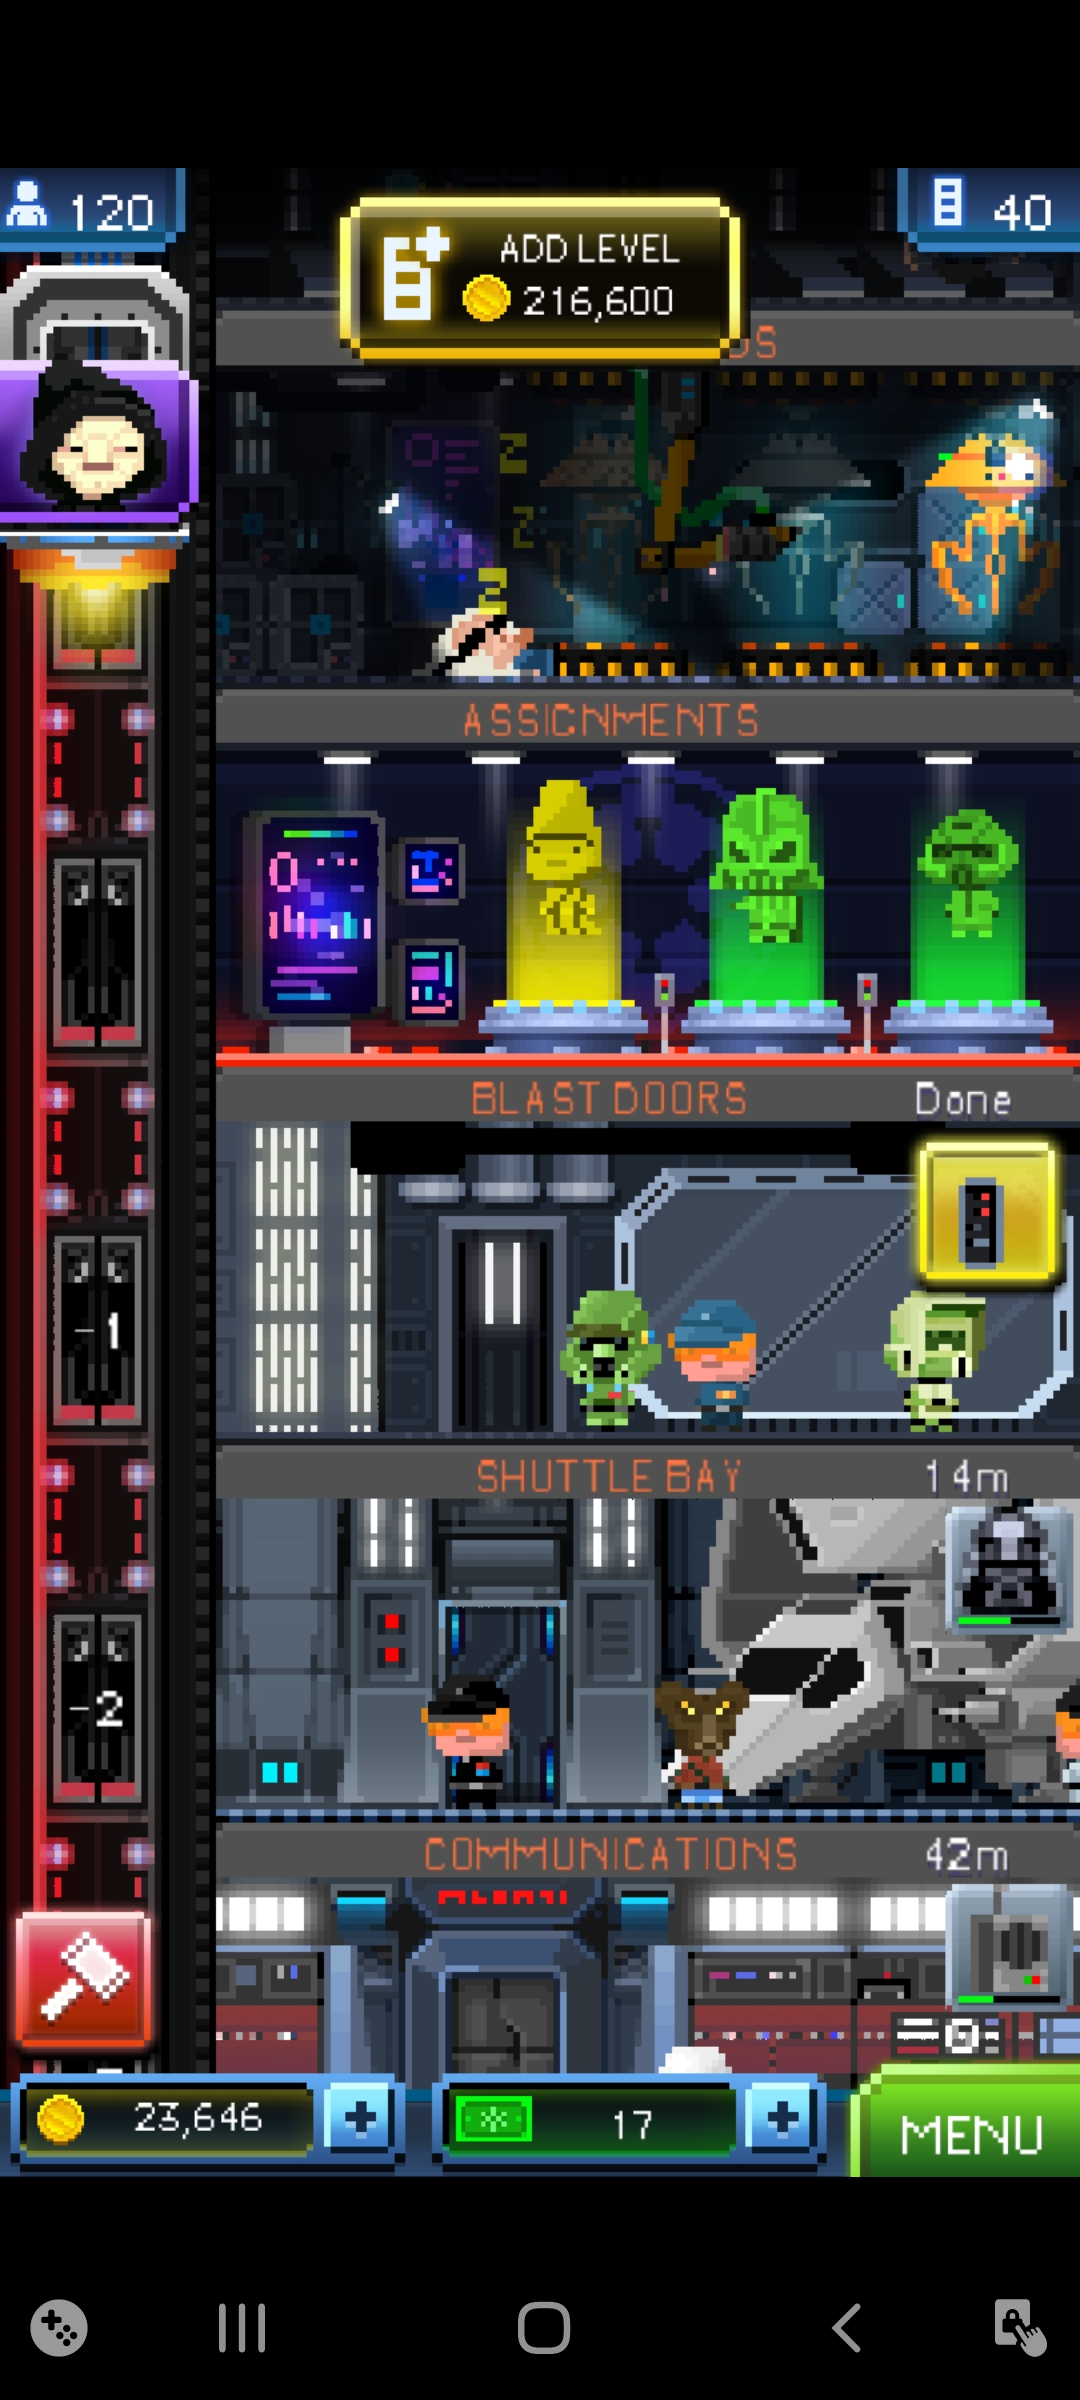 120
ADD LEVEL
216,600
40
DS
Z
Z
Z
ASSIGNMENTS
BLAST DOORS
Done
-1
SHUTTLE BAY
14m
-2
COMMUNICATIONS
42m
23,646
17
MENU